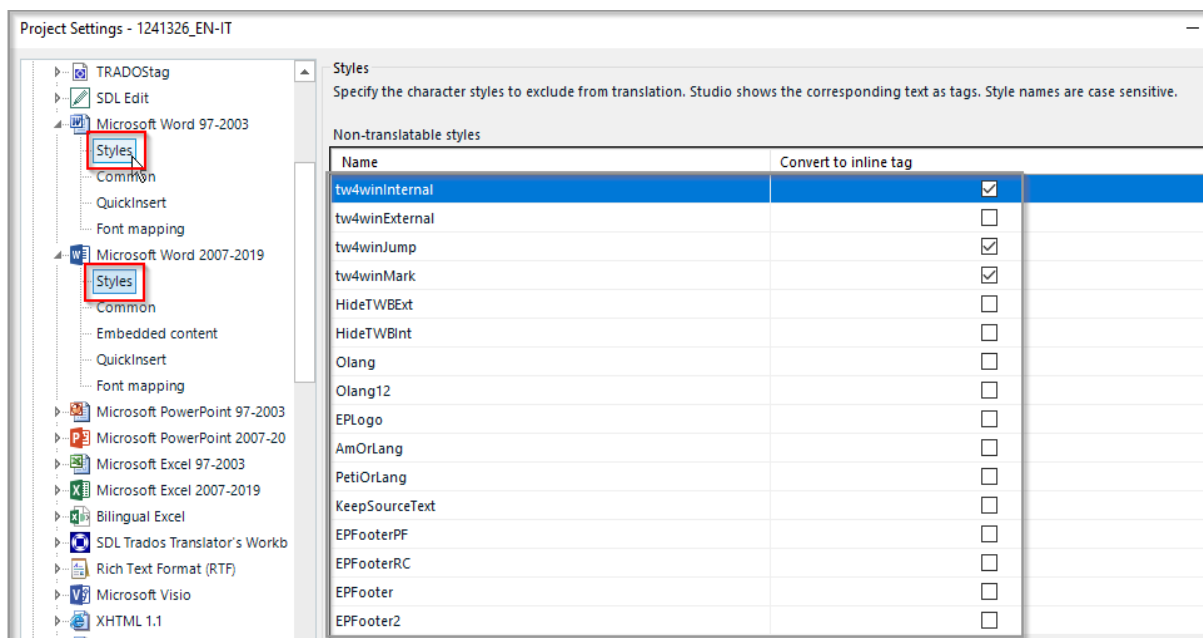 Project Settings - 1241326_EN-IT
TRADOStag
SDL Edit
Microsoft Word 97-2003
Styles
Common
QuickInsert
Font mapping
Microsoft Word 2007-2019
Styles
Common
Embedded content
QuickInsert
Font mapping
Microsoft PowerPoint 97-2003
Microsoft PowerPoint 2007-20
Microsoft Excel 97-2003
Microsoft Excel 2007-2019
Bilingual Excel
SDL Trados Translator's Workb
Rich Text Format (RTF)
Microsoft Visio
XHTML 1.1
Styles
Specify the character styles to exclude from translation. Studio shows the corresponding text as tags. Style names are case sensitive.
Non-translatable styles
Name Convert to inline tag
tw4winInternal
tw4winExternal
tw4winJump
tw4winMark
HideTWBExt
HideTWBInt
Olang
Olang12
EPLogo
AmOrLang
PetiOrLang
KeepSourceText
EPFooterPF
EPFooterRC
EPFooter
EPFooter2